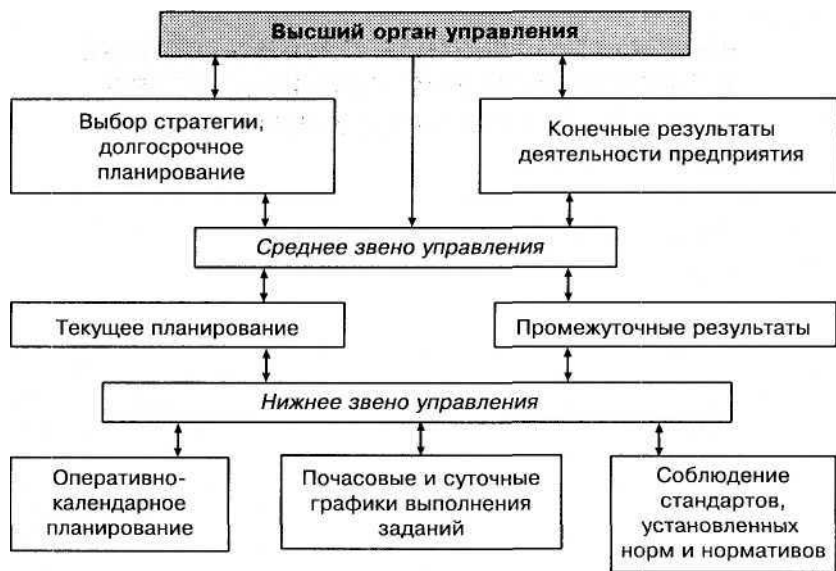 Высший орган управления
Выбор стратегии,
долгосрочное
планирование
Конечные результаты
деятельности предприятия
Среднее звено управления
Текущее планирование
Промежуточные результаты
Нижнее звено управления
Оперативно-
календарное
планирование
Почасовые и суточные
графики выполнения
заданий
Соблюдение
стандартов,
установленных
норм и нормативов